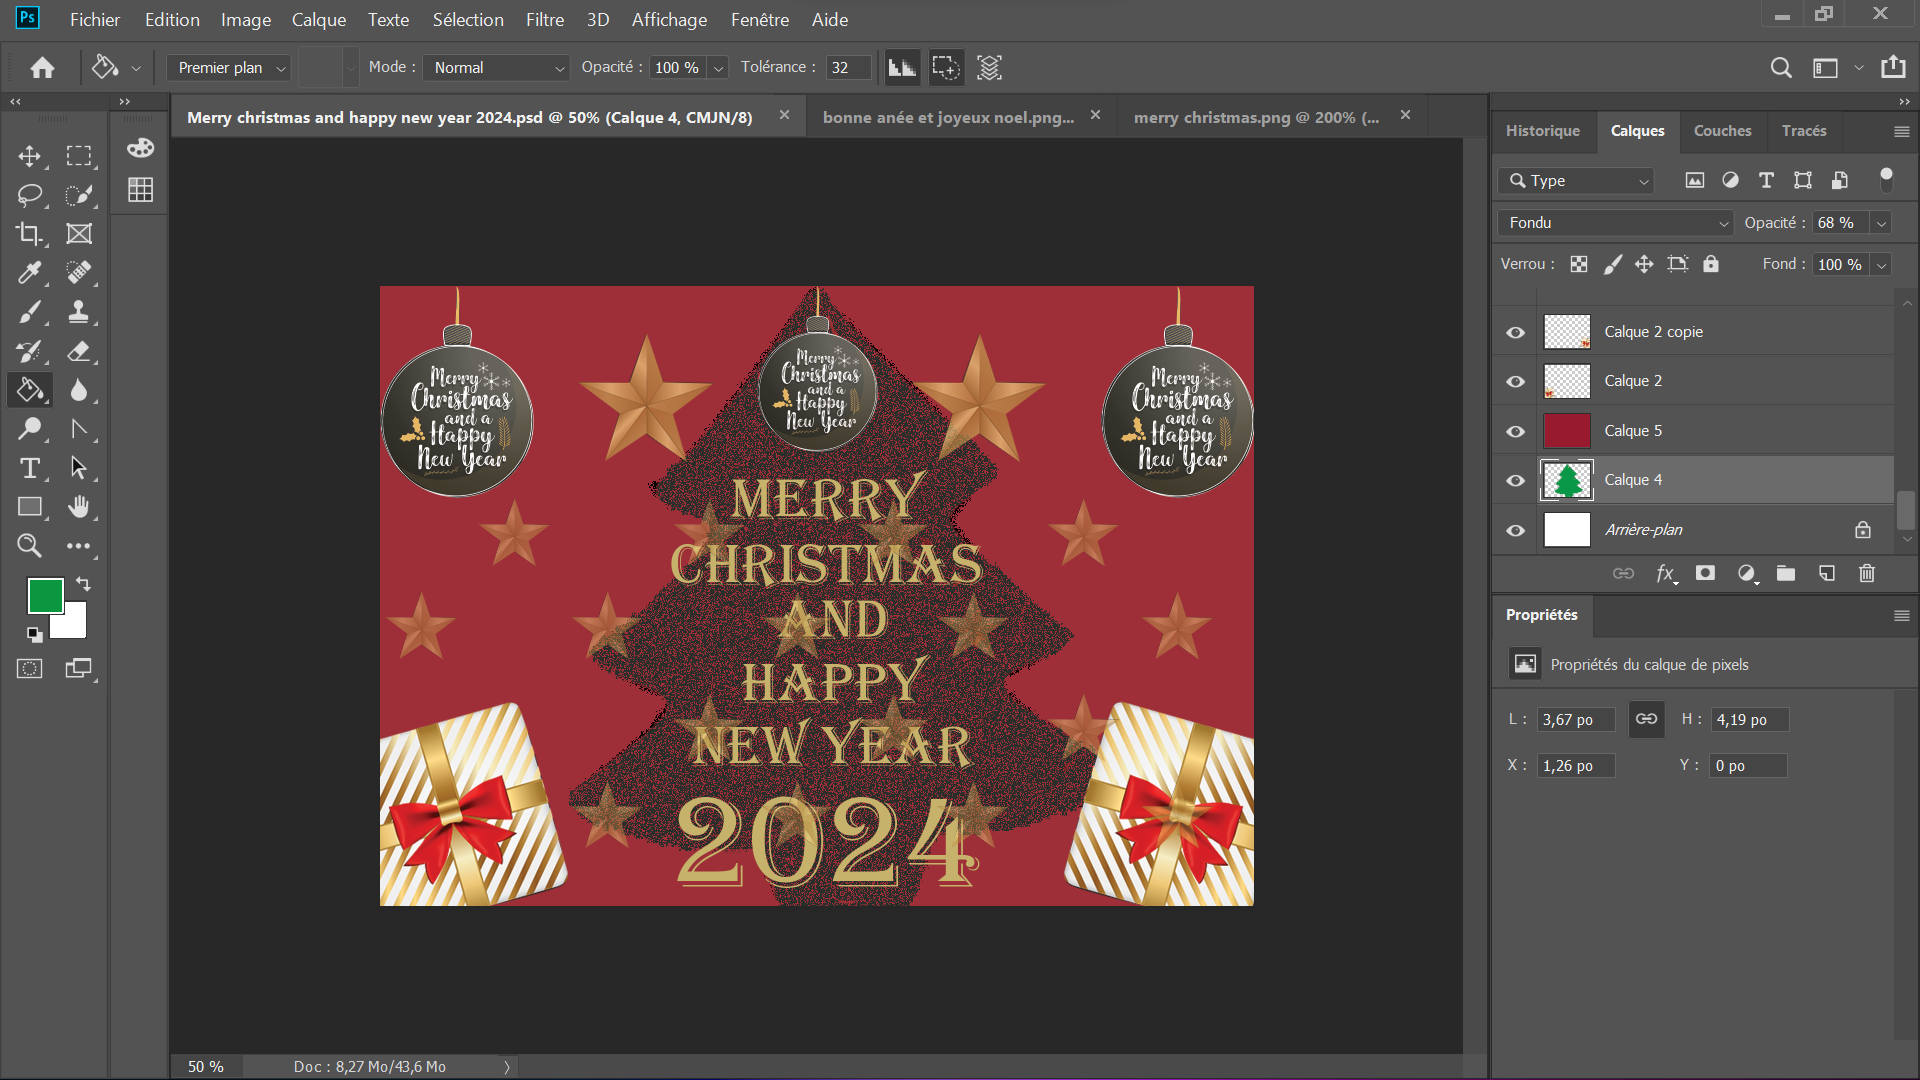 Ps Fichier Edition Image Calque Texte Sélection Filtre 3D Affichage Fenêtre Aide
Premier plan Mode : Normal Opacité : 100 % Tolérance : 32
Merry christmas and happy new year 2024.psd @ 50% (Calque 4, CMJN/8)
bonne anée et joyeux noel.png...
merry christmas.png @ 200% (...
Historique Calques Couches Tracés
Type
Fondu Opacité : 68 %
Verrou : Fond : 100 %
Calque 2 copie
Calque 2
Calque 5
Calque 4
Arrière-plan
fx
Propriétés
Propriétés du calque de pixels
L : 3,67 po H : 4,19 po
X : 1,26 po Y : 0 po
Merry
Christmas
and a
Happy
New Year
Merry
Christmas
and a
Happy
New Year
Merry
Christmas
and a
Happy
New Year
MERRY
CHRISTMAS
AND
HAPPY
NEW YEAR
2024
50 % Doc : 8,27 Mo/43,6 Mo